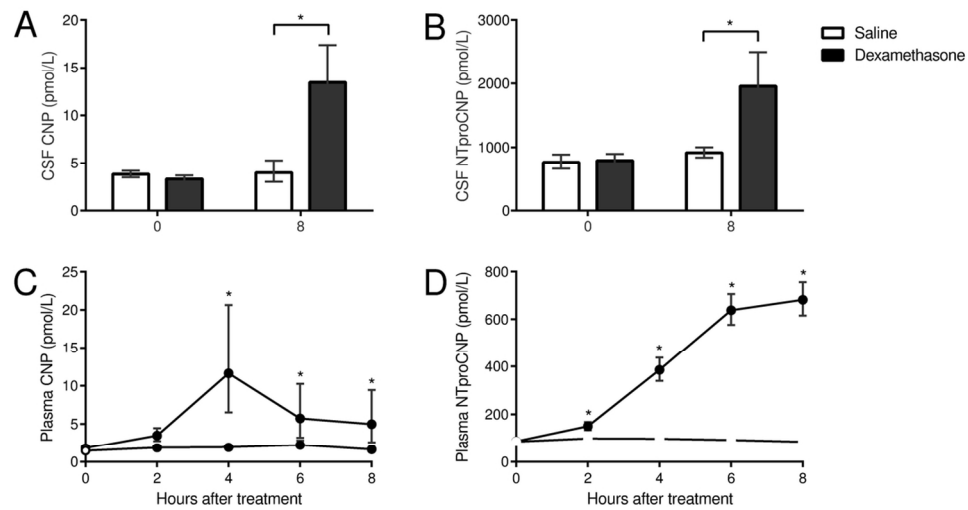 A
CSF CNP (pmol/L)
20
15
10
5
0
*
0
8
B
CSF NTproCNP (pmol/L)
3000
2000
1000
0
*
0
8
Saline
Dexamethasone
C
Plasma CNP (pmol/L)
25
20
15
10
5
0
*
*
*
0 2 4 6 8
Hours after treatment
D
Plasma NTproCNP (pmol/L)
800
600
400
200
0
*
*
*
*
0 2 4 6 8
Hours after treatment